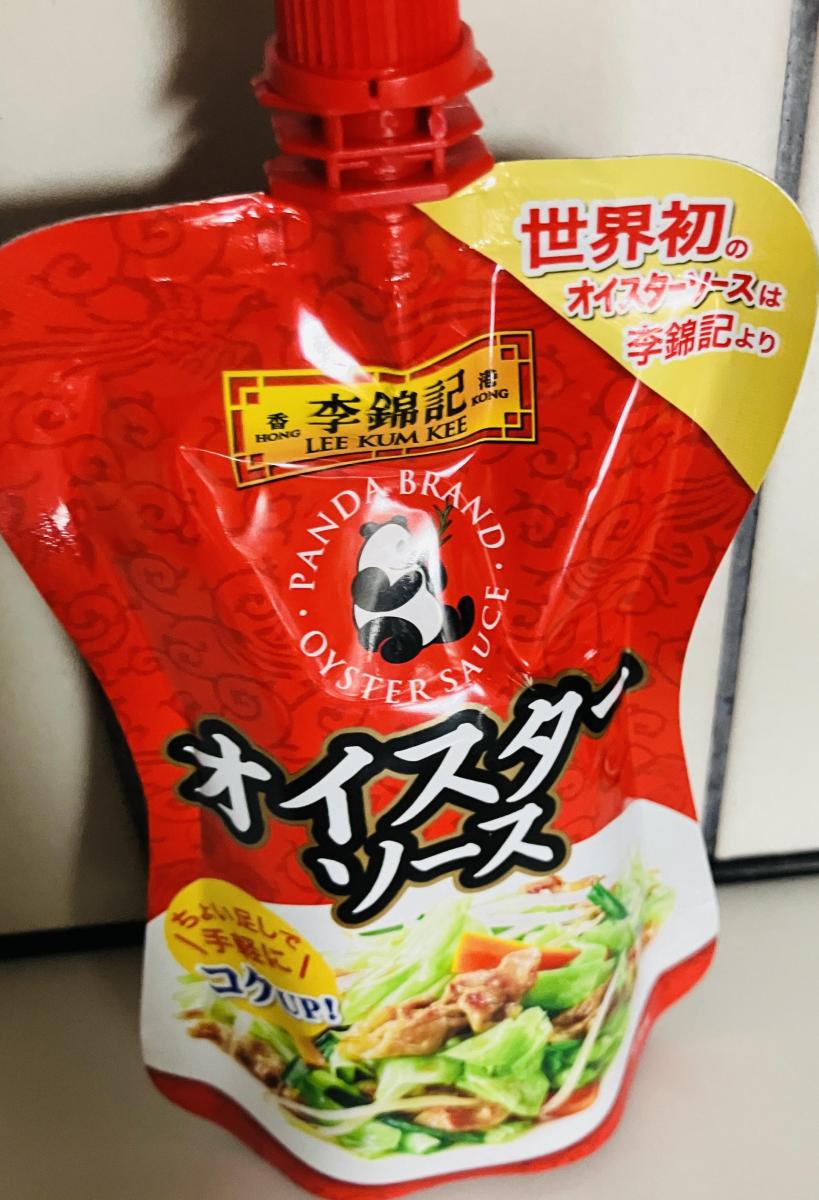 世界初の
オイスターソースは
李錦記より
香 李錦記 港
HONG LEE KUM KEE KONG
PANDA BRAND
OYSTER SAUCE
オイスター
ソース
ちょい足しで
手軽に
コクUP!